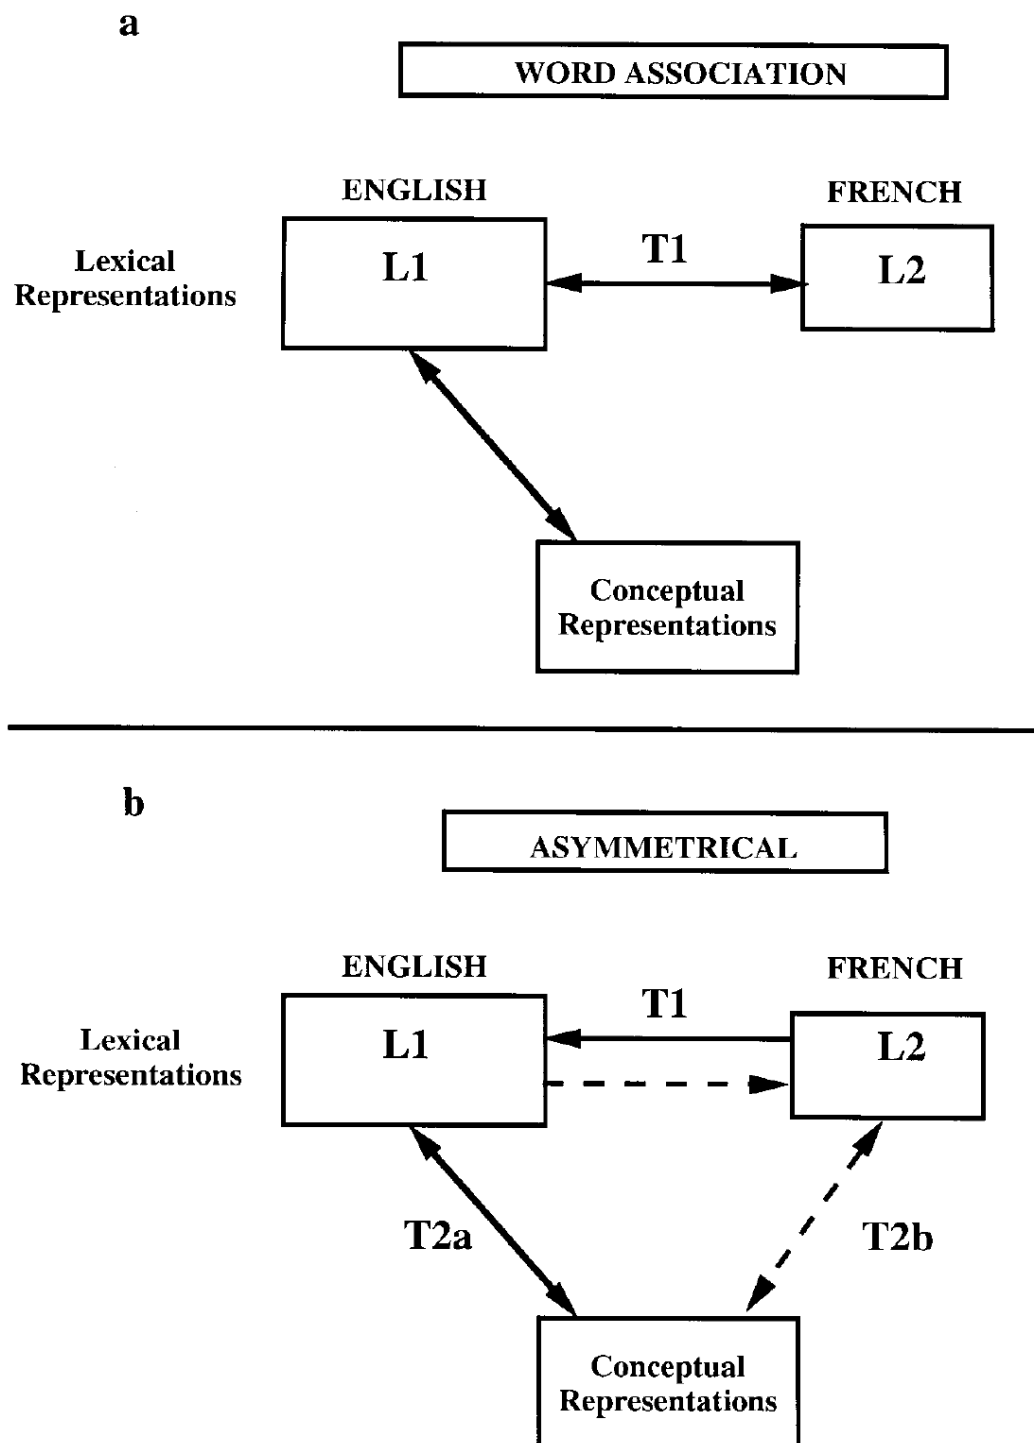 a
WORD ASSOCIATION
ENGLISH
FRENCH
Lexical
Representations
L1
T1
L2
Conceptual
Representations
b
ASYMMETRICAL
ENGLISH
FRENCH
Lexical
Representations
L1
T1
L2
T2a
T2b
Conceptual
Representations